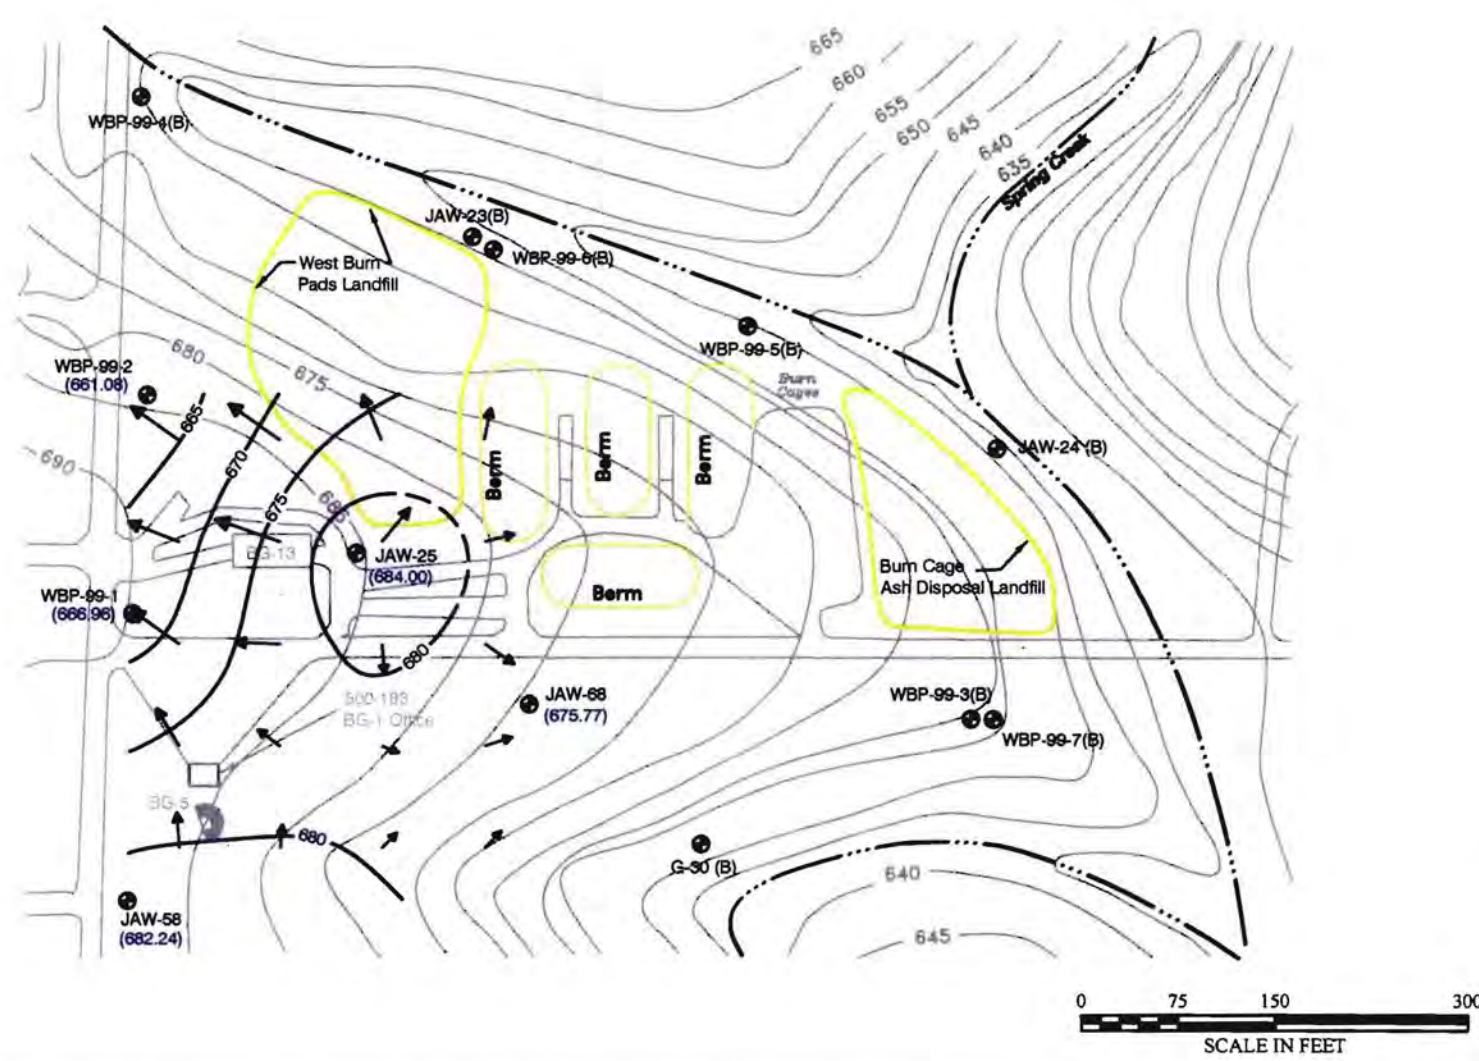 665
660
655
650
645
640
635
Spring Creek
WBP-99-4(B)
JAW-23(B)
WBP-99-6(B)
West Burn
Pads Landfill
WBP-99-5(B)
680
675
WBP-99-2
(661.08)
665
Burn
Cages
690
670
675
685
Berm
Berm
Berm
JAW-24 (B)
BG-13
JAW-25
(684.00)
Burn Cage
Ash Disposal Landfill
Berm
WBP-99-1
(666.96)
680
500-183
BG-1 Office
JAW-68
(675.77)
WBP-99-3(B)
WBP-99-7(B)
BG-5
680
G-30 (B)
640
JAW-58
(682.24)
645
0 75 150 300
SCALE IN FEET